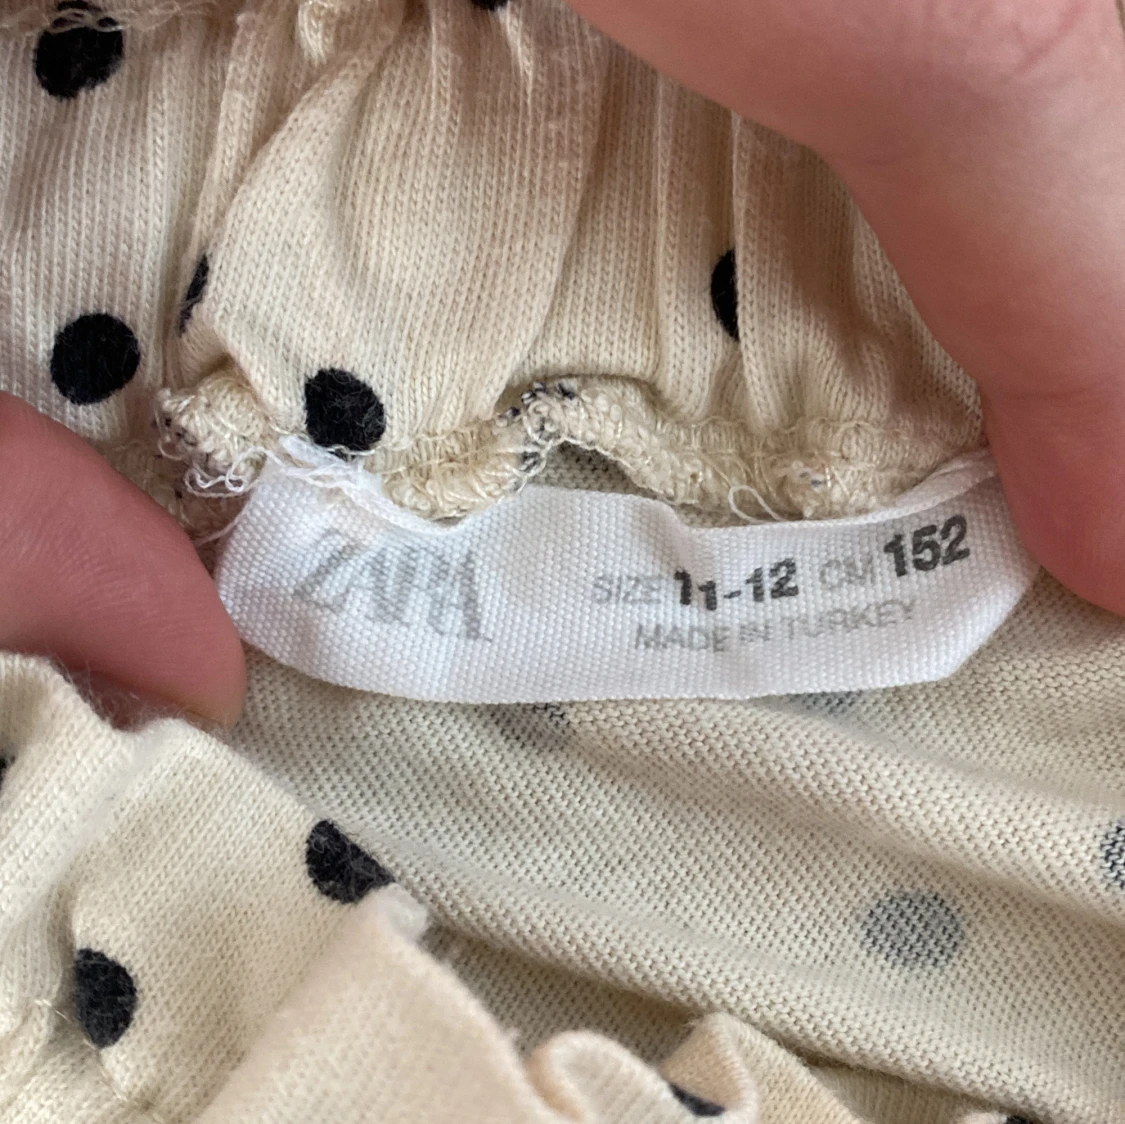 ZARA
SIZE 11-12 CM 152
MADE IN TURKEY